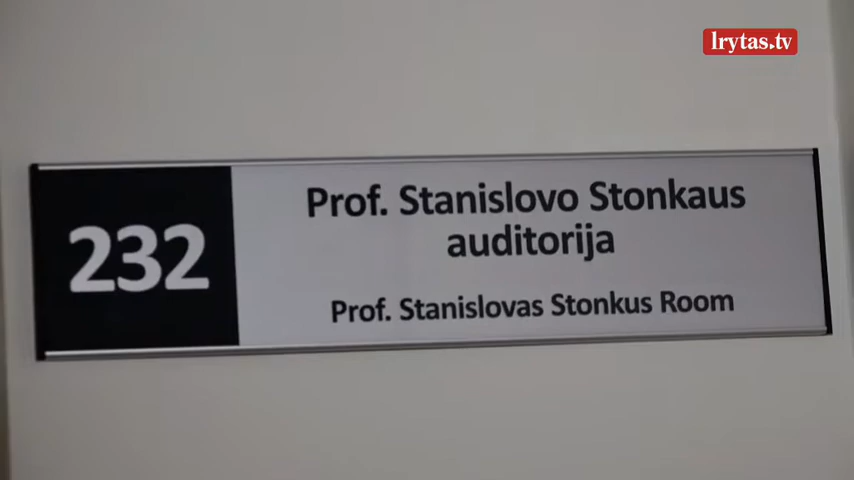 lrytas.tv
232
Prof. Stanislovo Stonkaus
auditorija
Prof. Stanislovas Stonkus Room